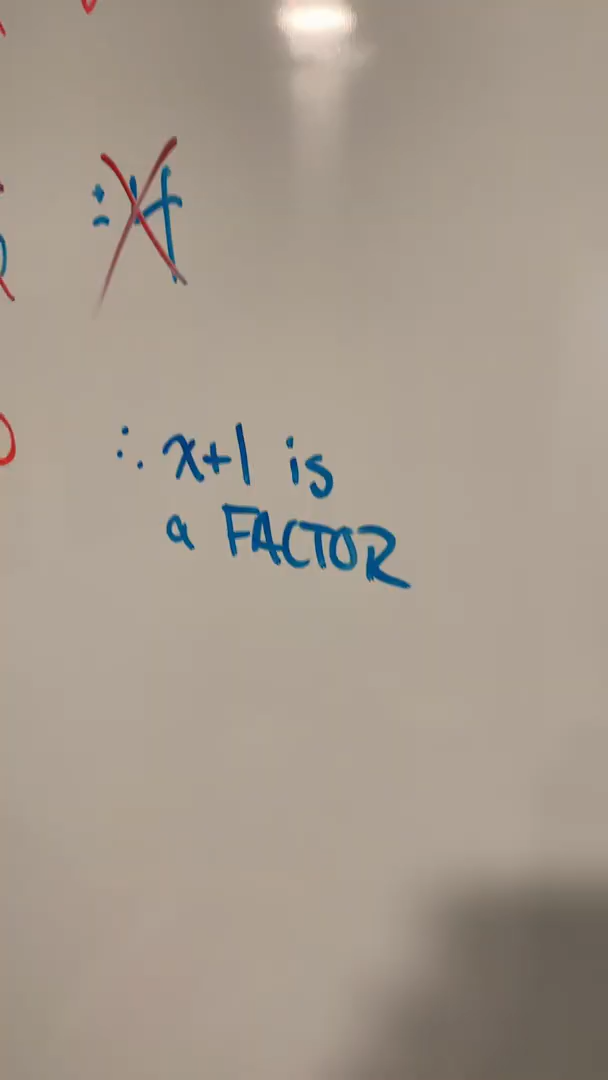 ∴ x+1 is
a FACTOR